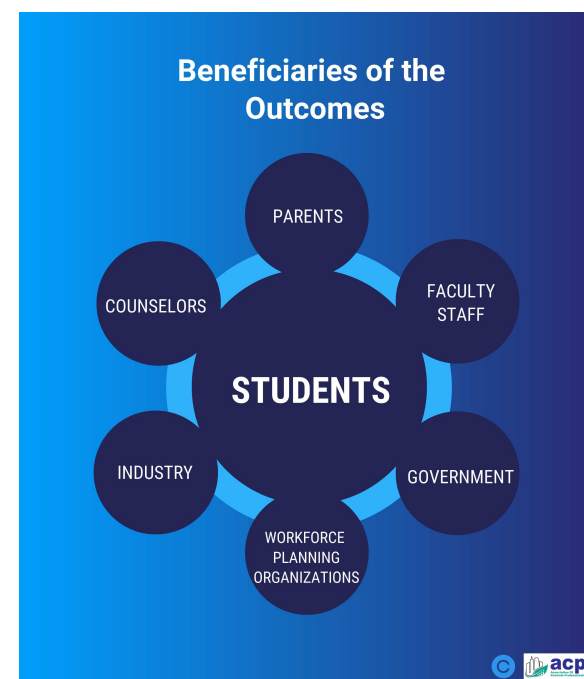 Beneficiaries of the
Outcomes
PARENTS
COUNSELORS
FACULTY
STAFF
STUDENTS
INDUSTRY
GOVERNMENT
WORKFORCE
PLANNING
ORGANIZATIONS
©
acp